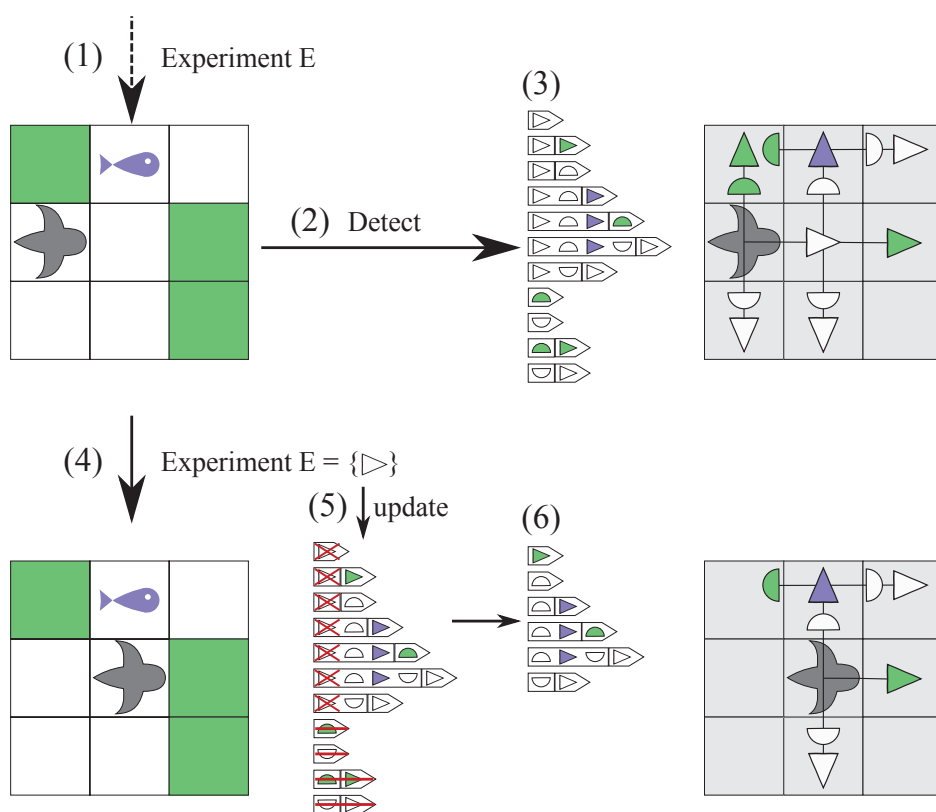 (1)
Experiment E
(2) Detect
(3)
(4)
Experiment E = {▷}
(5) update
(6)